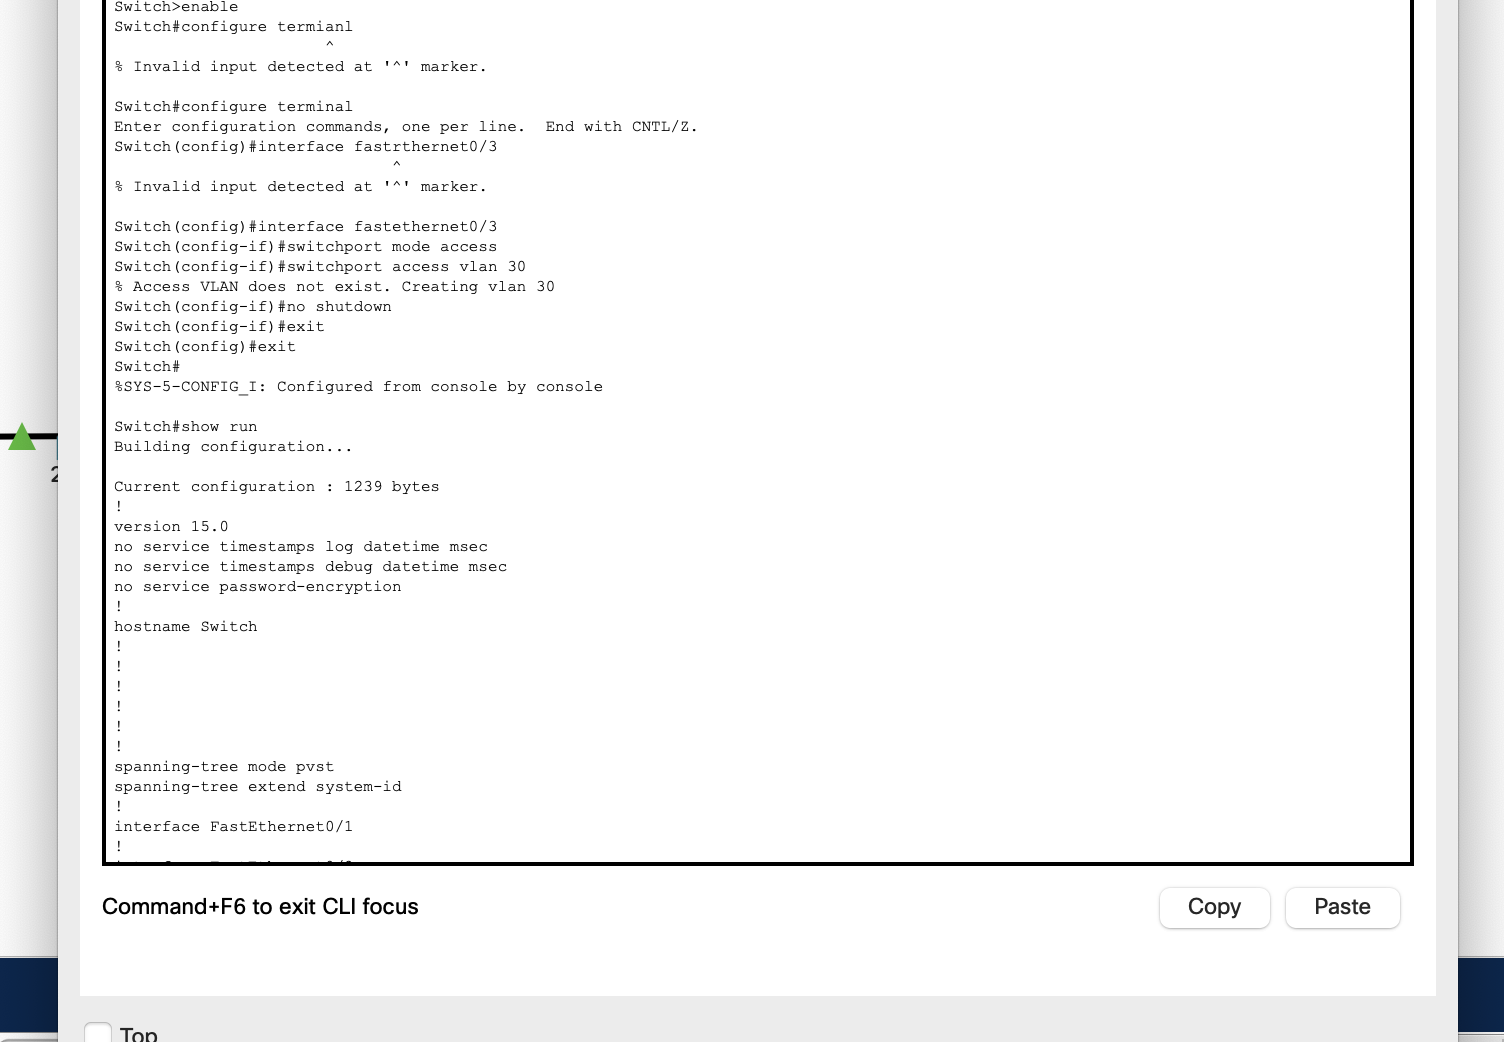 Switch>enable
Switch#configure termianl
^
% Invalid input detected at '^' marker.
Switch#configure terminal
Enter configuration commands, one per line.  End with CNTL/Z.
Switch(config)#interface fastrthernet0/3
^
% Invalid input detected at '^' marker.
Switch(config)#interface fastethernet0/3
Switch(config-if)#switchport mode access
Switch(config-if)#switchport access vlan 30
% Access VLAN does not exist. Creating vlan 30
Switch(config-if)#no shutdown
Switch(config-if)#exit
Switch(config)#exit
Switch#
%SYS-5-CONFIG_I: Configured from console by console
Switch#show run
Building configuration...
Current configuration : 1239 bytes
!
version 15.0
no service timestamps log datetime msec
no service timestamps debug datetime msec
no service password-encryption
!
hostname Switch
!
!
!
!
!
!
spanning-tree mode pvst
spanning-tree extend system-id
!
interface FastEthernet0/1
!
Command+F6 to exit CLI focus
Copy
Paste
Top